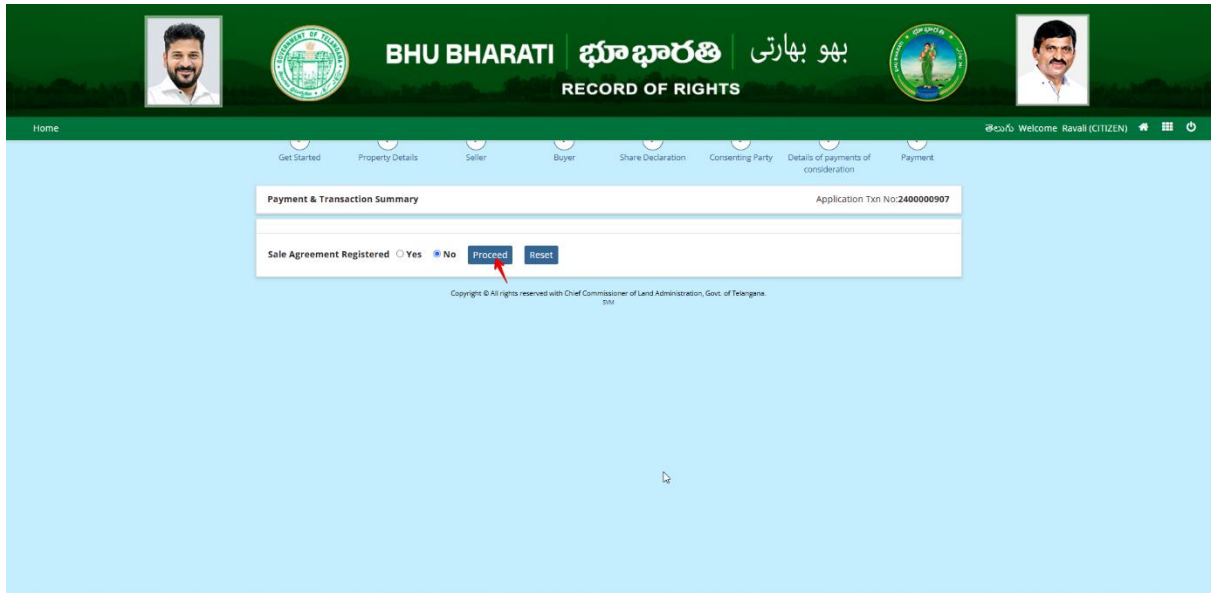 BHU BHARATI భూ భారతి بھو بھارتی
RECORD OF RIGHTS
Home
తెలుగు Welcome Ravali (CITIZEN)
Get Started Property Details Seller Buyer Share Declaration Consenting Party Details of payments of consideration Payment
Payment & Transaction Summary
Application Txn No:2400000907
Sale Agreement Registered Yes No Proceed Reset
Copyright © All rights reserved with Chief Commissioner of Land Administration, Govt. of Telangana.
SVM